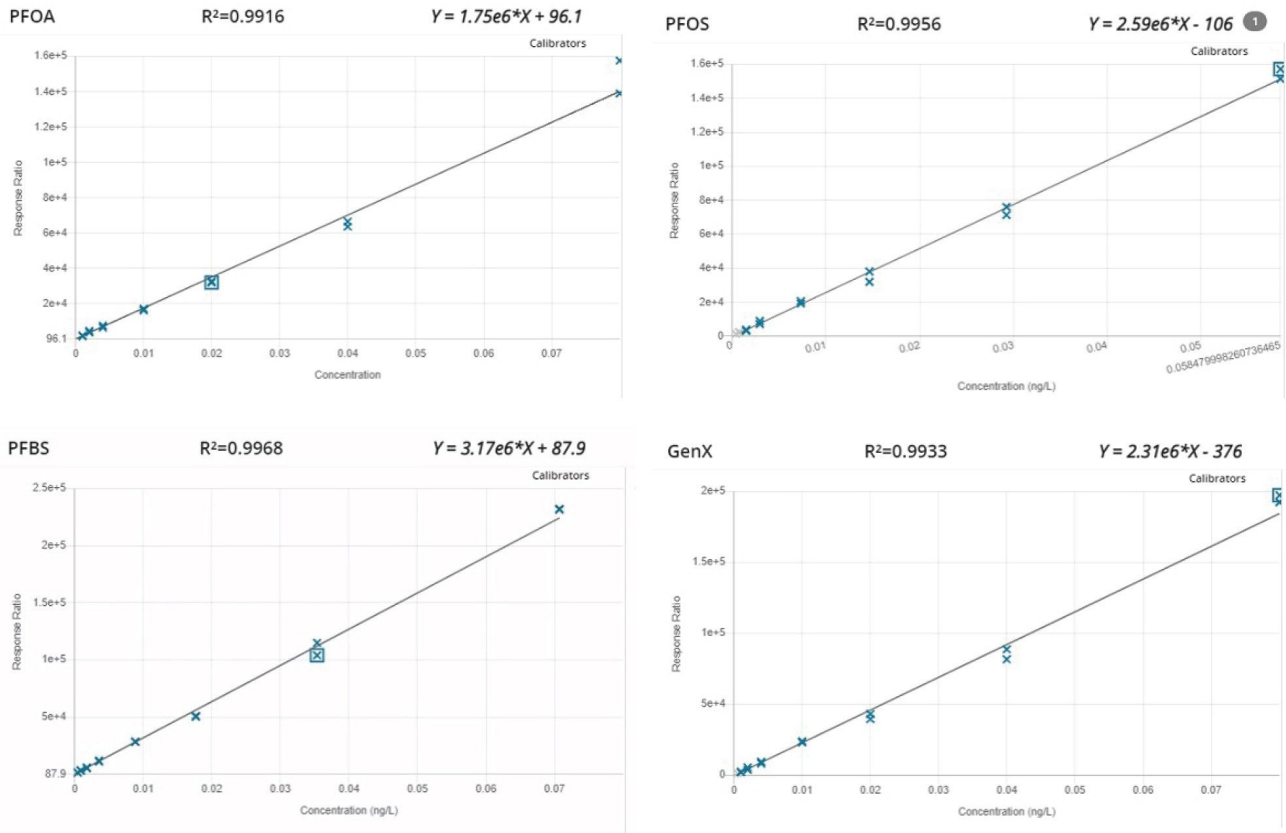 PFOA R²=0.9916 Y = 1.75e6*X + 96.1
Calibrators
1.6e+5
1.4e+5
1.2e+5
1e+5
8e+4
6e+4
4e+4
2e+4
96.1
Response Ratio
0 0.01 0.02 0.03 0.04 0.05 0.06 0.07
Concentration
PFOS R²=0.9956 Y = 2.59e6*X - 106 1
Calibrators
1.6e+5
1.4e+5
1.2e+5
1e+5
8e+4
6e+4
4e+4
2e+4
0
Response Ratio
0 0.01 0.02 0.03 0.04 0.05 0.058479998260736465
Concentration (ng/L)
PFBS R²=0.9968 Y = 3.17e6*X + 87.9
Calibrators
2.5e+5
2e+5
1.5e+5
1e+5
5e+4
87.9
Response Ratio
0 0.01 0.02 0.03 0.04 0.05 0.06 0.07
Concentration (ng/L)
GenX R²=0.9933 Y = 2.31e6*X - 376
Calibrators
2e+5
1.5e+5
1e+5
5e+4
0
Response Ratio
0 0.01 0.02 0.03 0.04 0.05 0.06 0.07
Concentration (ng/L)